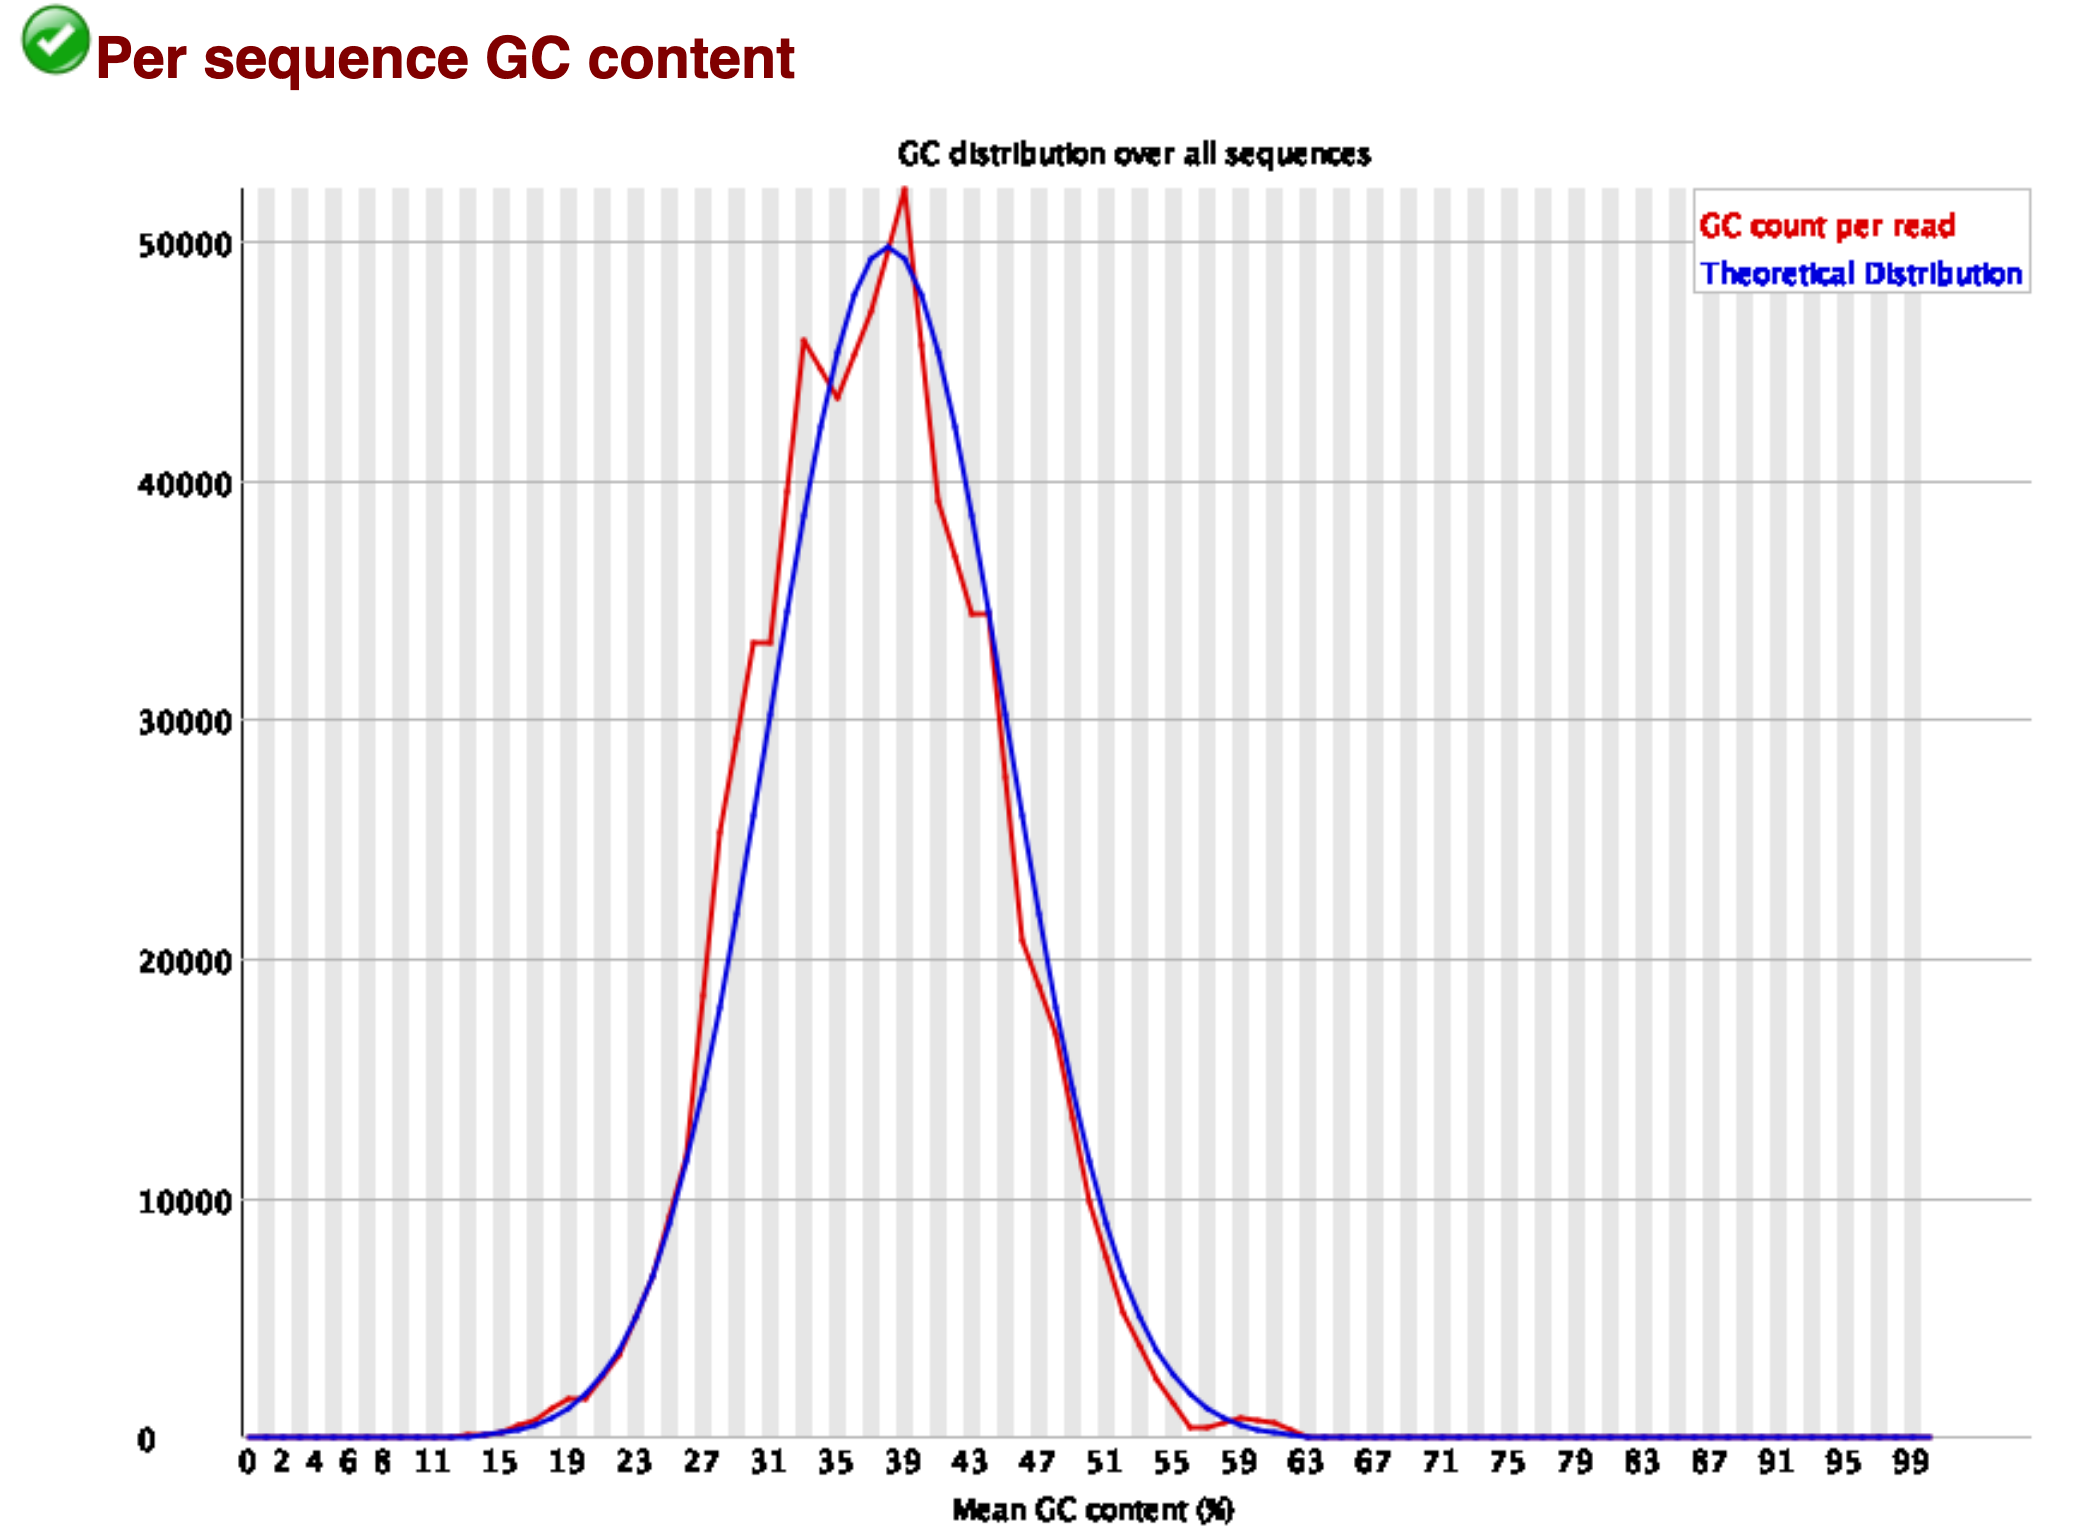 Per sequence GC content
GC distribution over all sequences
GC count per read
Theoretical Distribution
50000
40000
30000
20000
10000
0
0 2 4 6 8 11 15 19 23 27 31 35 39 43 47 51 55 59 63 67 71 75 79 83 87 91 95 99
Mean GC content (%)